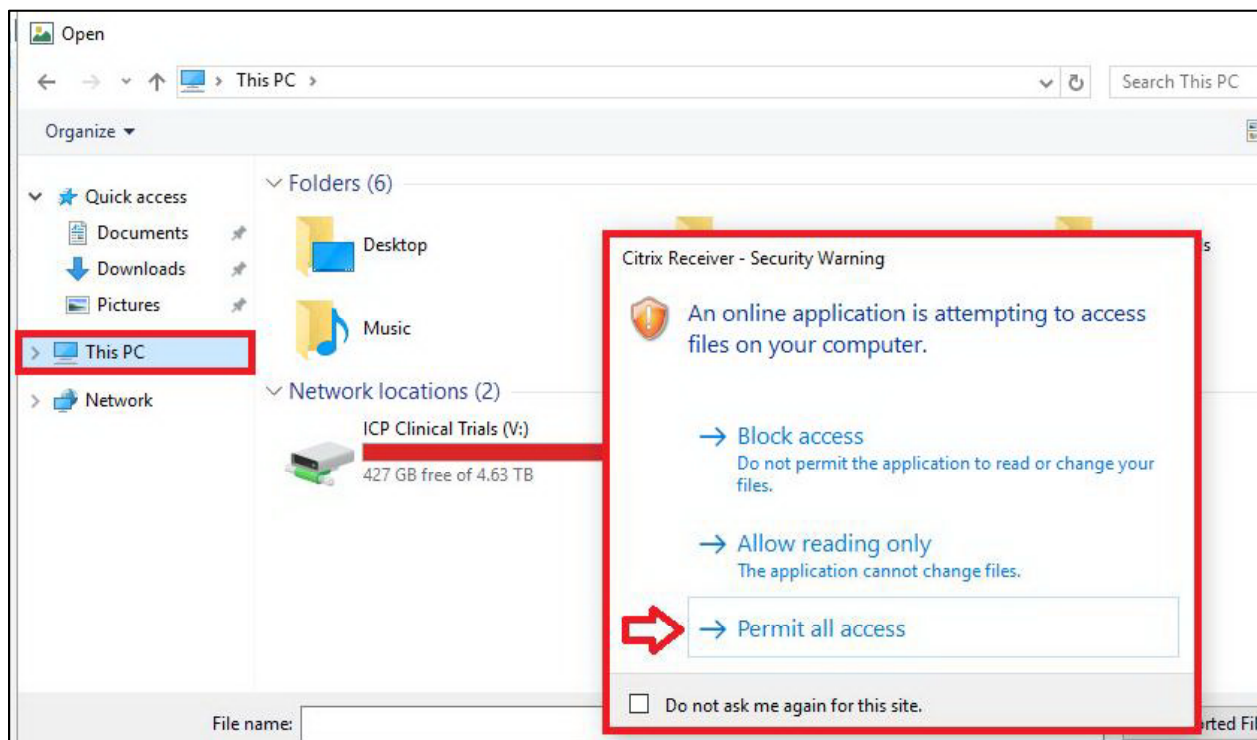 Open
This PC
Search This PC
Organize
Quick access
Documents
Downloads
Pictures
This PC
Network
Folders (6)
Desktop
Music
Network locations (2)
ICP Clinical Trials (V:)
427 GB free of 4.63 TB
Citrix Receiver - Security Warning
An online application is attempting to access
files on your computer.
Block access
Do not permit the application to read or change your
files.
Allow reading only
The application cannot change files.
Permit all access
Do not ask me again for this site.
File name: